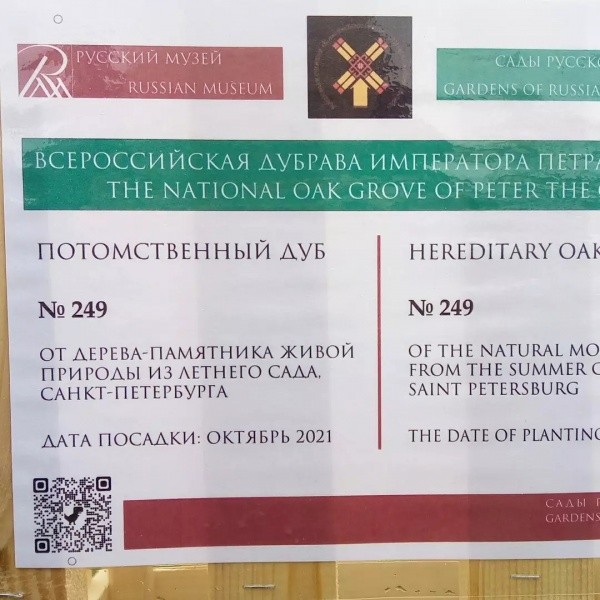 РУССКИЙ МУЗЕЙ
RUSSIAN MUSEUM
САДЫ
GARDENS OF RUSSIA
ВСЕРОССИЙСКАЯ ДУБРАВА ИМПЕРАТОРА ПЕТРА
THE NATIONAL OAK GROVE OF PETER THE
ПОТОМСТВЕННЫЙ ДУБ
№ 249
ОТ ДЕРЕВА-ПАМЯТНИКА ЖИВОЙ
ПРИРОДЫ ИЗ ЛЕТНЕГО САДА,
САНКТ-ПЕТЕРБУРГА
ДАТА ПОСАДКИ: ОКТЯБРЬ 2021
HEREDITARY OAK
№ 249
OF THE NATURAL
FROM THE SUMMER
SAINT PETERSBURG
THE DATE OF PLANTING
САДЫ
GARDENS